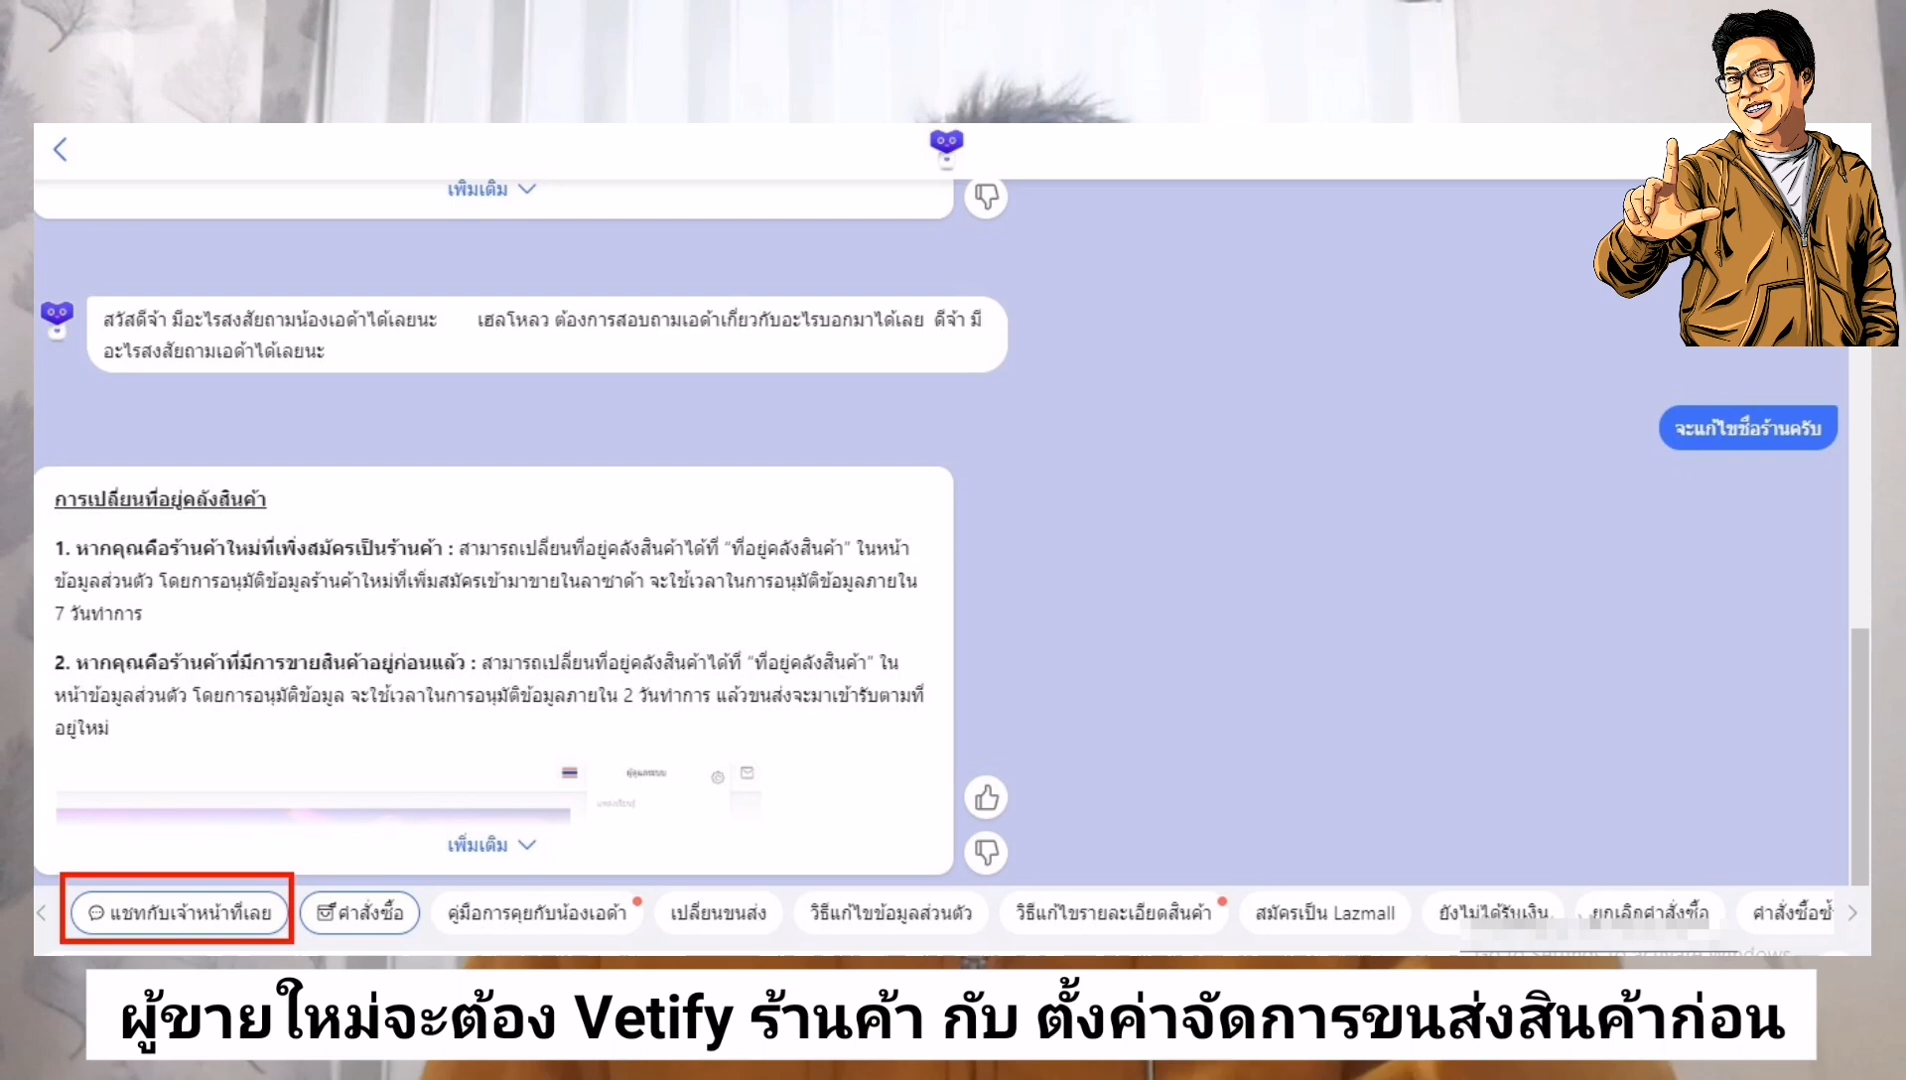 เพิ่มเติม
สวัสดีจ้า มีอะไรสงสัยถามน้องเอด้าได้เลยนะ เฮลโหลว ต้องการสอบถามเอด้าเกี่ยวกับอะไรบอกมาได้เลย ดีจ้า มี
อะไรสงสัยถามเอด้าได้เลยนะ
จะแก้ไขชื่อร้านครับ
การเปลี่ยนที่อยู่คลังสินค้า
1. หากคุณคือร้านค้าใหม่ที่เพิ่งสมัครเป็นร้านค้า : สามารถเปลี่ยนที่อยู่คลังสินค้าได้ที่ "ที่อยู่คลังสินค้า" ในหน้า
ข้อมูลส่วนตัว โดยการอนุมัติข้อมูลร้านค้าใหม่ที่เพิ่มสมัครเข้ามาขายในลาซาด้า จะใช้เวลาในการอนุมัติข้อมูลภายใน
7 วันทำการ
2. หากคุณคือร้านค้าที่มีการขายสินค้าอยู่ก่อนแล้ว : สามารถเปลี่ยนที่อยู่คลังสินค้าได้ที่ "ที่อยู่คลังสินค้า" ใน
หน้าข้อมูลส่วนตัว โดยการอนุมัติข้อมูล จะใช้เวลาในการอนุมัติข้อมูลภายใน 2 วันทำการ แล้วขนส่งจะมาเข้ารับตามที่
อยู่ใหม่
เพิ่มเติม
แชทกับเจ้าหน้าที่เลย คำสั่งซื้อ คู่มือการคุยกับน้องเอด้า เปลี่ยนขนส่ง วิธีแก้ไขข้อมูลส่วนตัว วิธีแก้ไขรายละเอียดสินค้า สมัครเป็น Lazmall ยังไม่ได้รับเงิน ยกเลิกคำสั่งซื้อ คำสั่งซื้อ
ผู้ขายใหม่จะต้อง Vetify ร้านค้า กับ ตั้งค่าจัดการขนส่งสินค้าก่อน